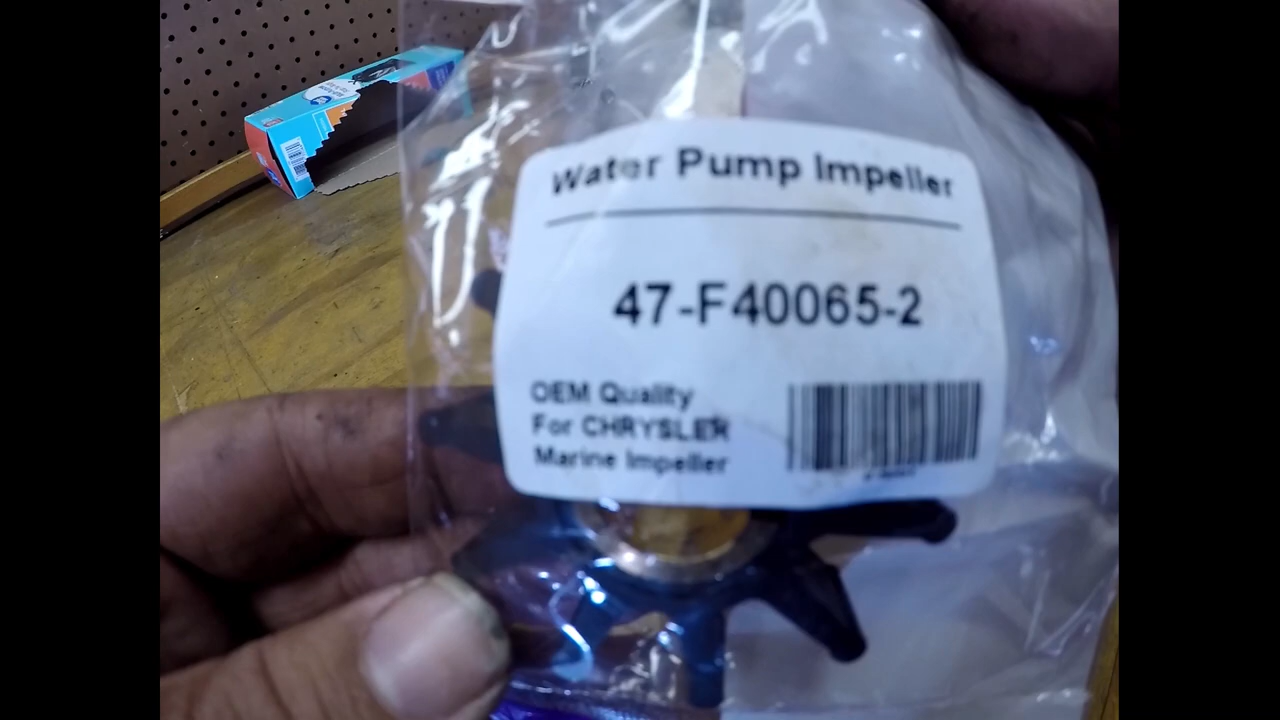 Water Pump Impeller
47-F40065-2
OEM Quality
For CHRYSLER
Marine Impeller